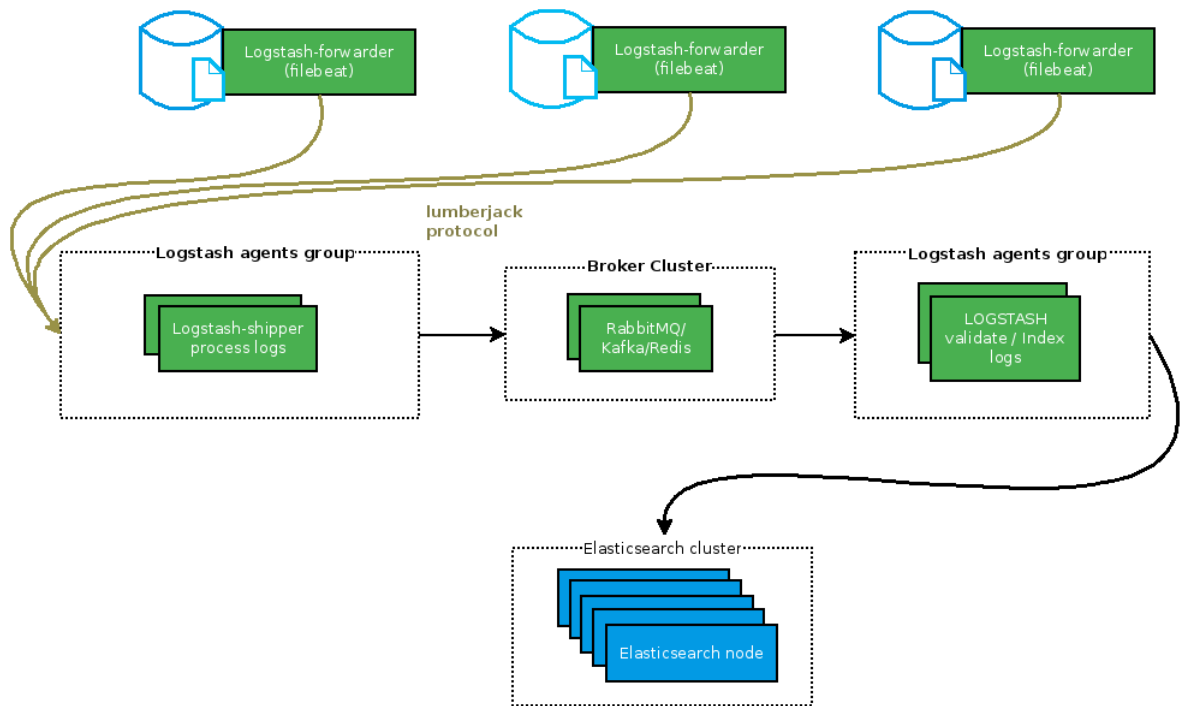 Logstash-forwarder
(filebeat)
Logstash-forwarder
(filebeat)
Logstash-forwarder
(filebeat)
lumberjack
protocol
Logstash agents group
Logstash-shipper
process logs
Broker Cluster
RabbitMQ/
Kafka/Redis
Logstash agents group
LOGSTASH
validate / Index
logs
Elasticsearch cluster
Elasticsearch node